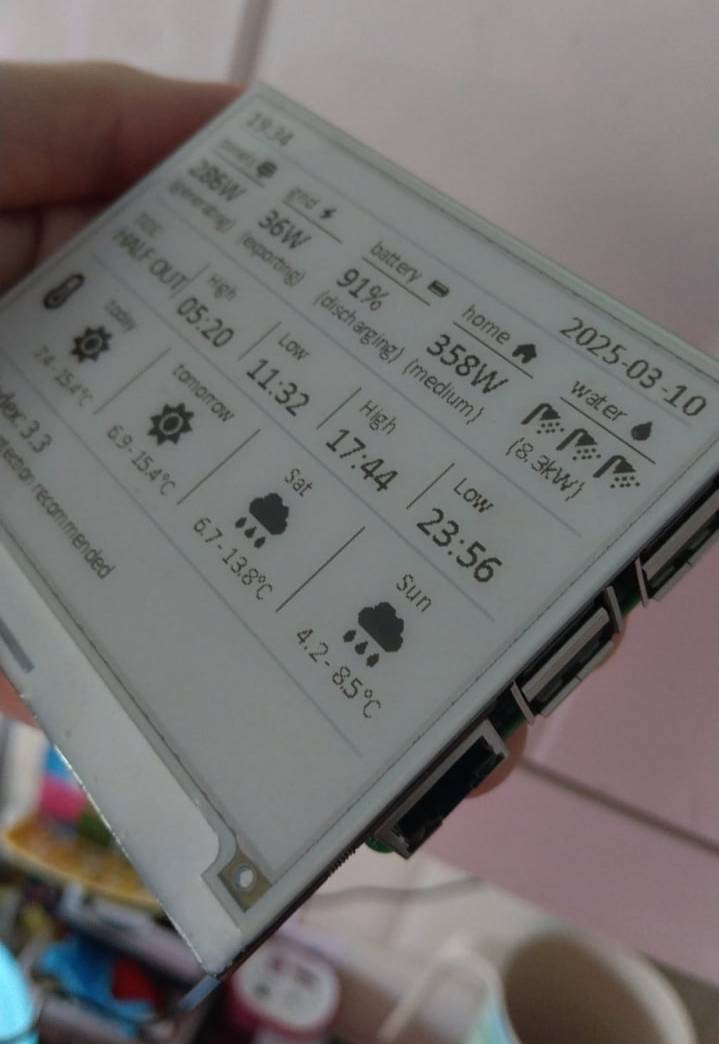 19:34 2025-03-10
power grid battery home water
286W 36W 91% 358W
(generating) (exporting) (discharging) (medium) (8.3kW)
TIDE High Low High Low
HALF OUT 05:20 11:32 17:44 23:56
today tomorrow Sat Sun
7.4 - 15.4°C 6.9 - 15.4°C 6.7 - 13.8°C 4.2 - 8.5°C
3.3
recommended